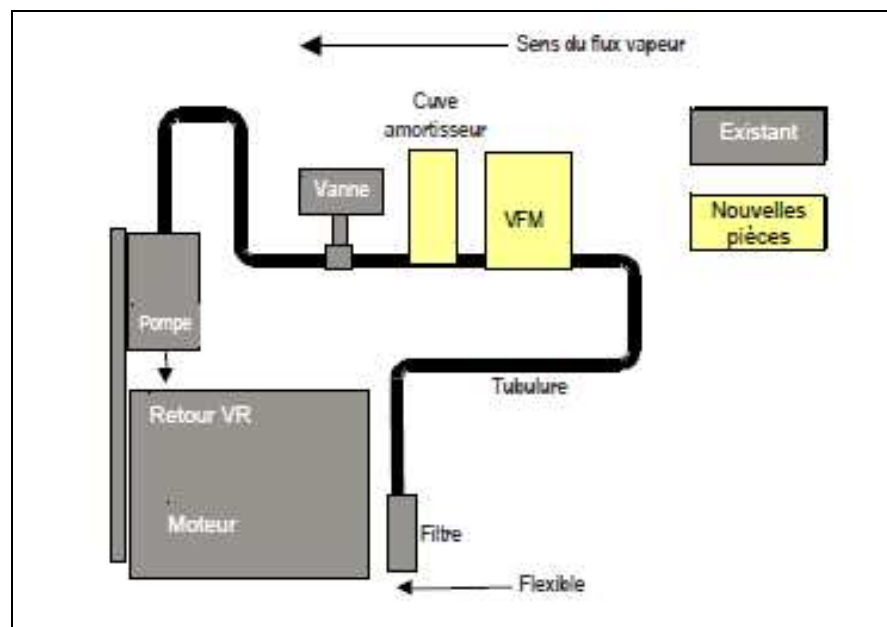 Sens du flux vapeur
Cuve
amortisseur
Existant
Vanne
VFM
Nouvelles
pièces
Pompe
Tubulure
Retour VR
Moteur
Filtre
Flexible